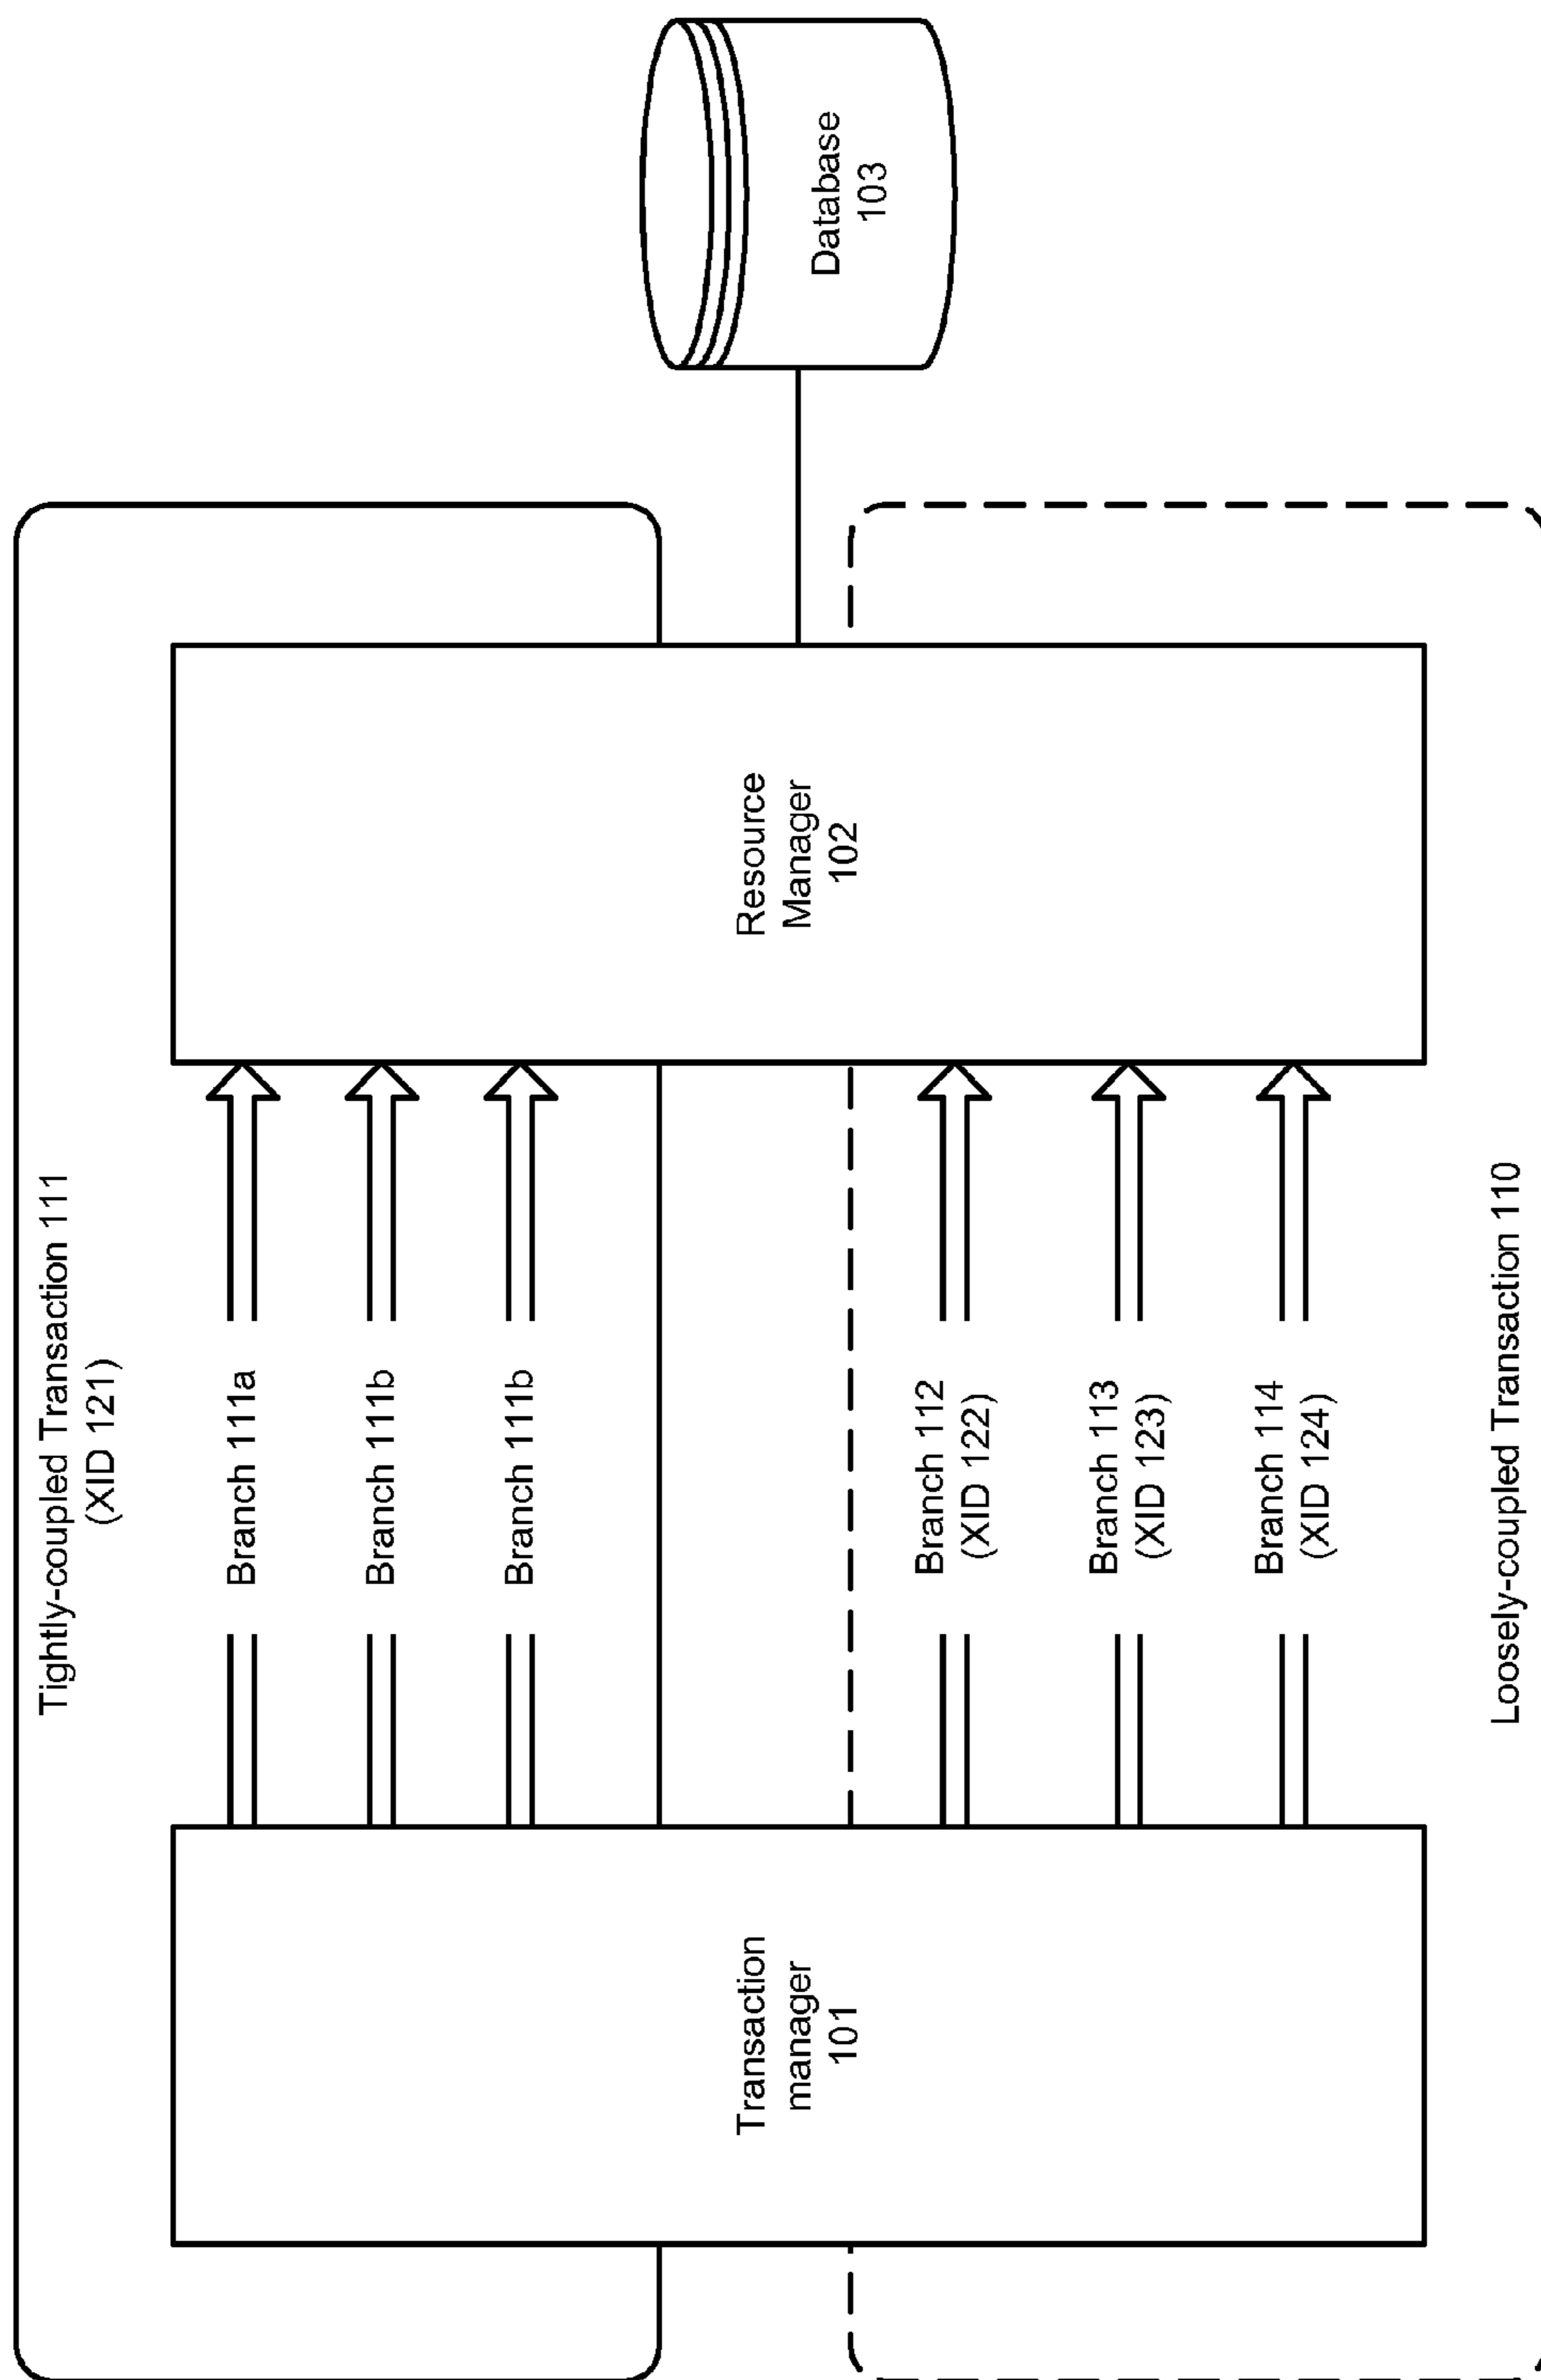 Tightly-coupled Transaction 111
(XID 121)
Transaction
manager
101
Branch 111a
Branch 111b
Branch 111b
Branch 112
(XID 122)
Branch 113
(XID 123)
Branch 114
(XID 124)
Resource
Manager
102
Database
103
Loosely-coupled Transaction 110